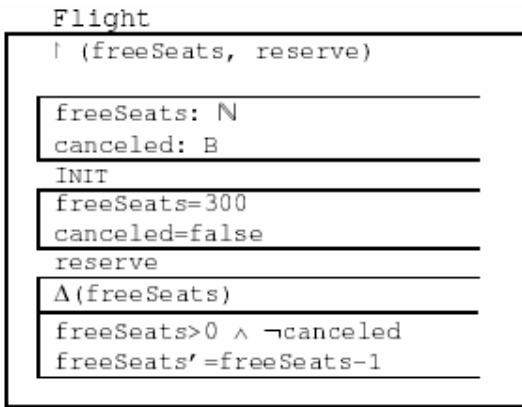 Flight
↾ (freeSeats, reserve)
freeSeats: ℕ
canceled: B
INIT
freeSeats=300
canceled=false
reserve
Δ(freeSeats)
freeSeats>0 ∧ ¬canceled
freeSeats′=freeSeats-1